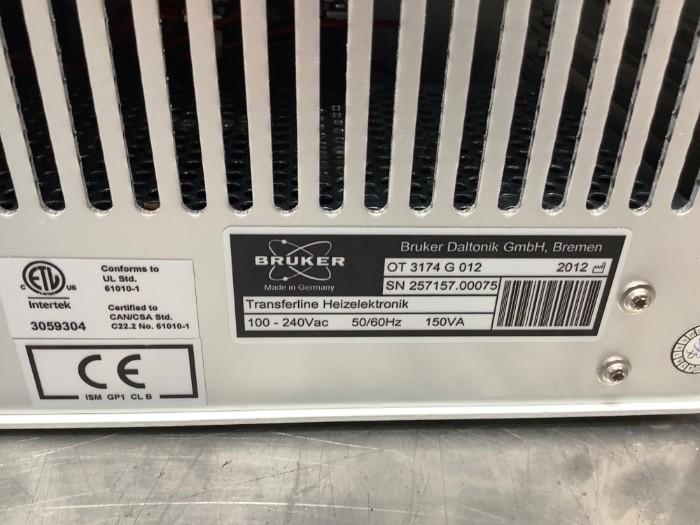 BRUKER
Made in Germany
Bruker Daltonik GmbH, Bremen
OT 3174 G 012 2012
SN 257157.00075
Transferline Heizelektronik
100 - 240Vac 50/60Hz 150VA
ETL
C US
Intertek
3059304
Conforms to
UL Std.
61010-1
Certified to
CAN/CSA Std.
C22.2 No. 61010-1
CE
ISM GP1 CL B